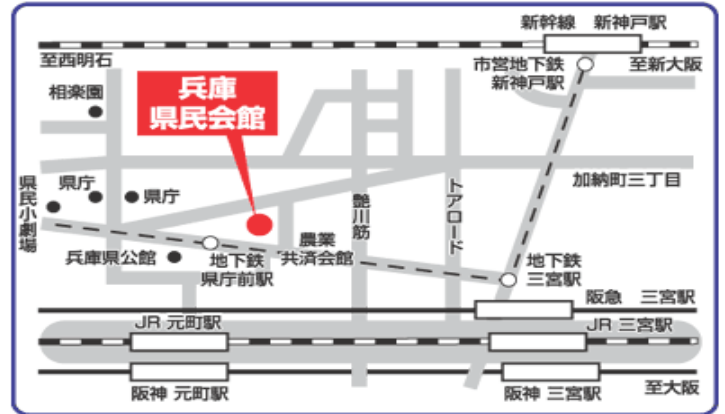 新幹線 新神戸駅
至西明石
市営地下鉄
新神戸駅
至新大阪
相楽園
兵庫
県民会館
加納町三丁目
県民小劇場
県庁
県庁
トアロード
兵庫県公館
地下鉄
県庁前駅
農業
共済会館
地下鉄
三宮駅
阪急 三宮駅
JR 元町駅
JR 三宮駅
阪神 元町駅
阪神 三宮駅
至大阪